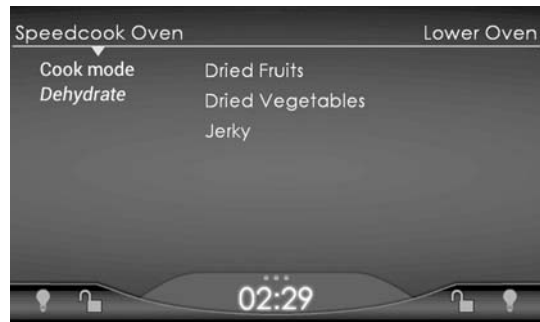 Speedcook Oven
Lower Oven
Cook mode
Dehydrate
Dried Fruits
Dried Vegetables
Jerky
02:29